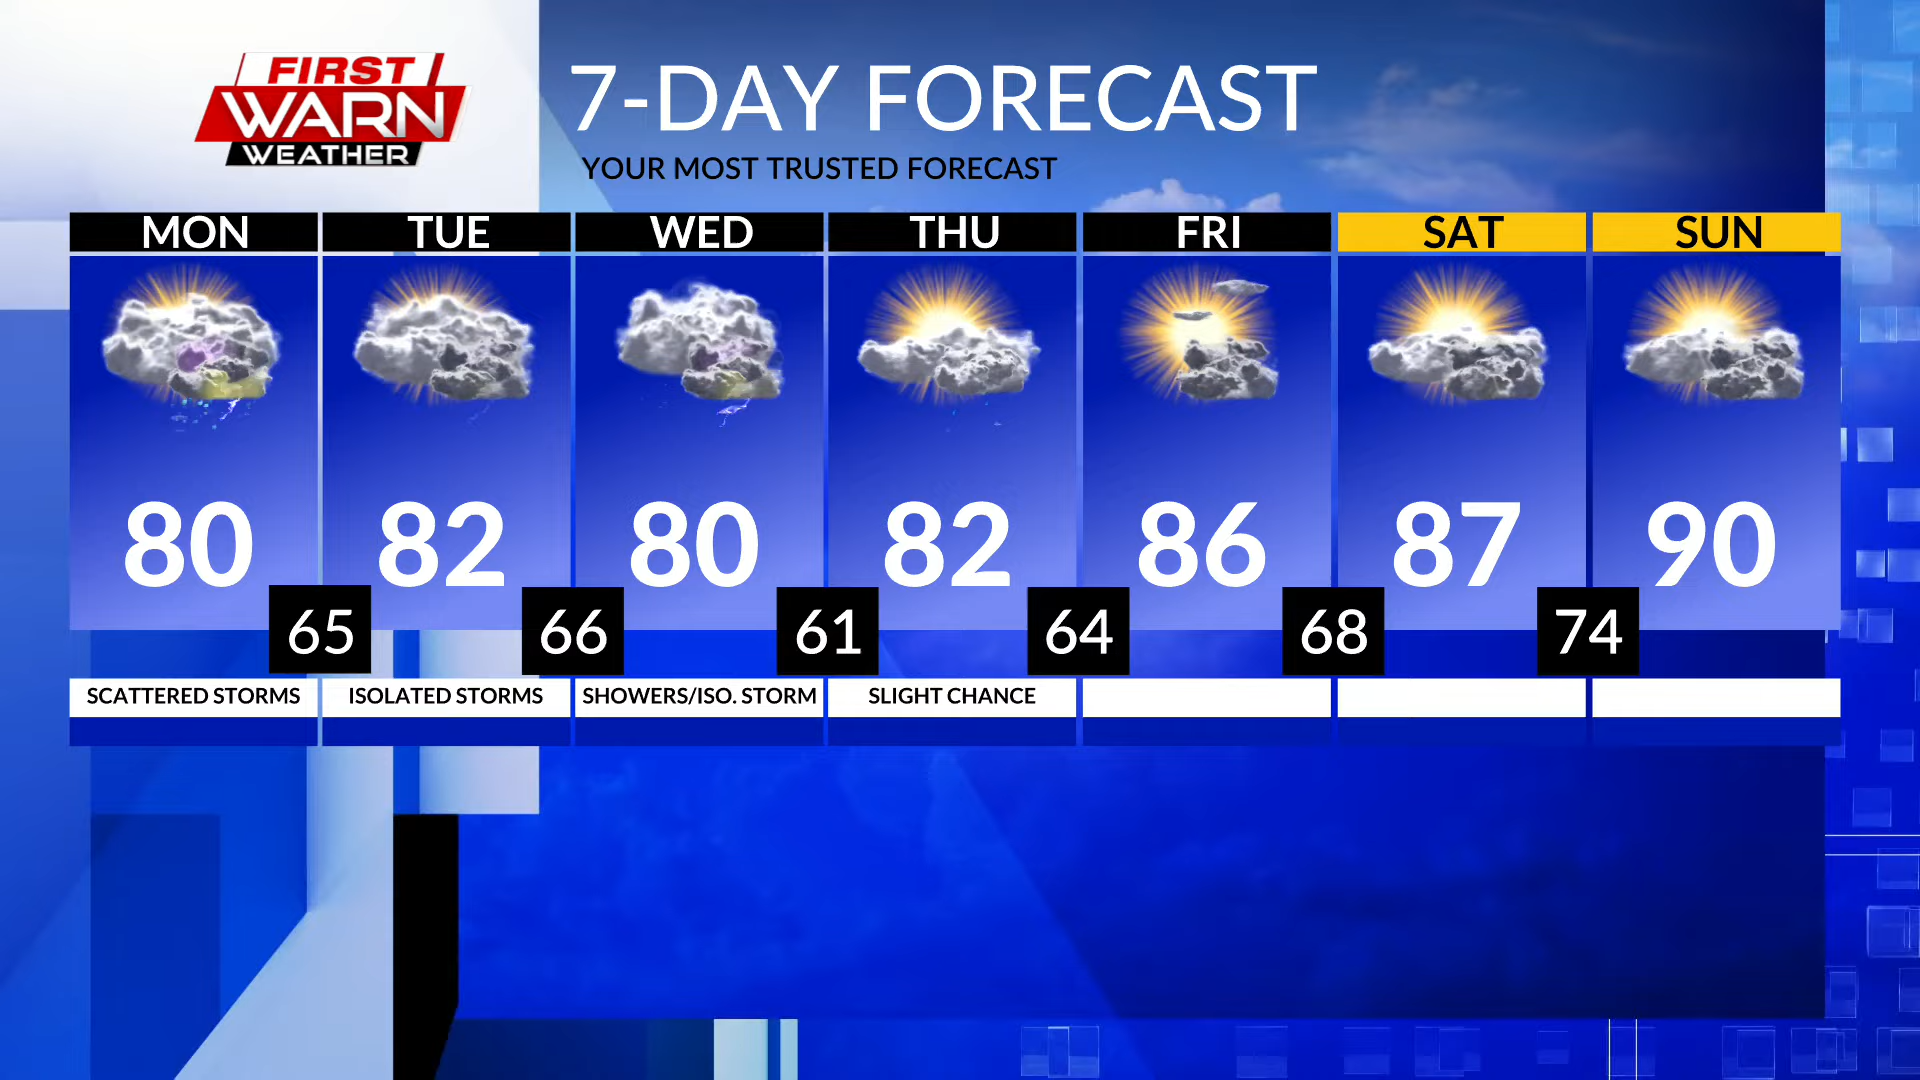 FIRST
WARN
WEATHER
7-DAY FORECAST
YOUR MOST TRUSTED FORECAST
MON TUE WED THU FRI SAT SUN
80 82 80 82 86 87 90
65 66 61 64 68 74
SCATTERED STORMS ISOLATED STORMS SHOWERS/ISO. STORM SLIGHT CHANCE